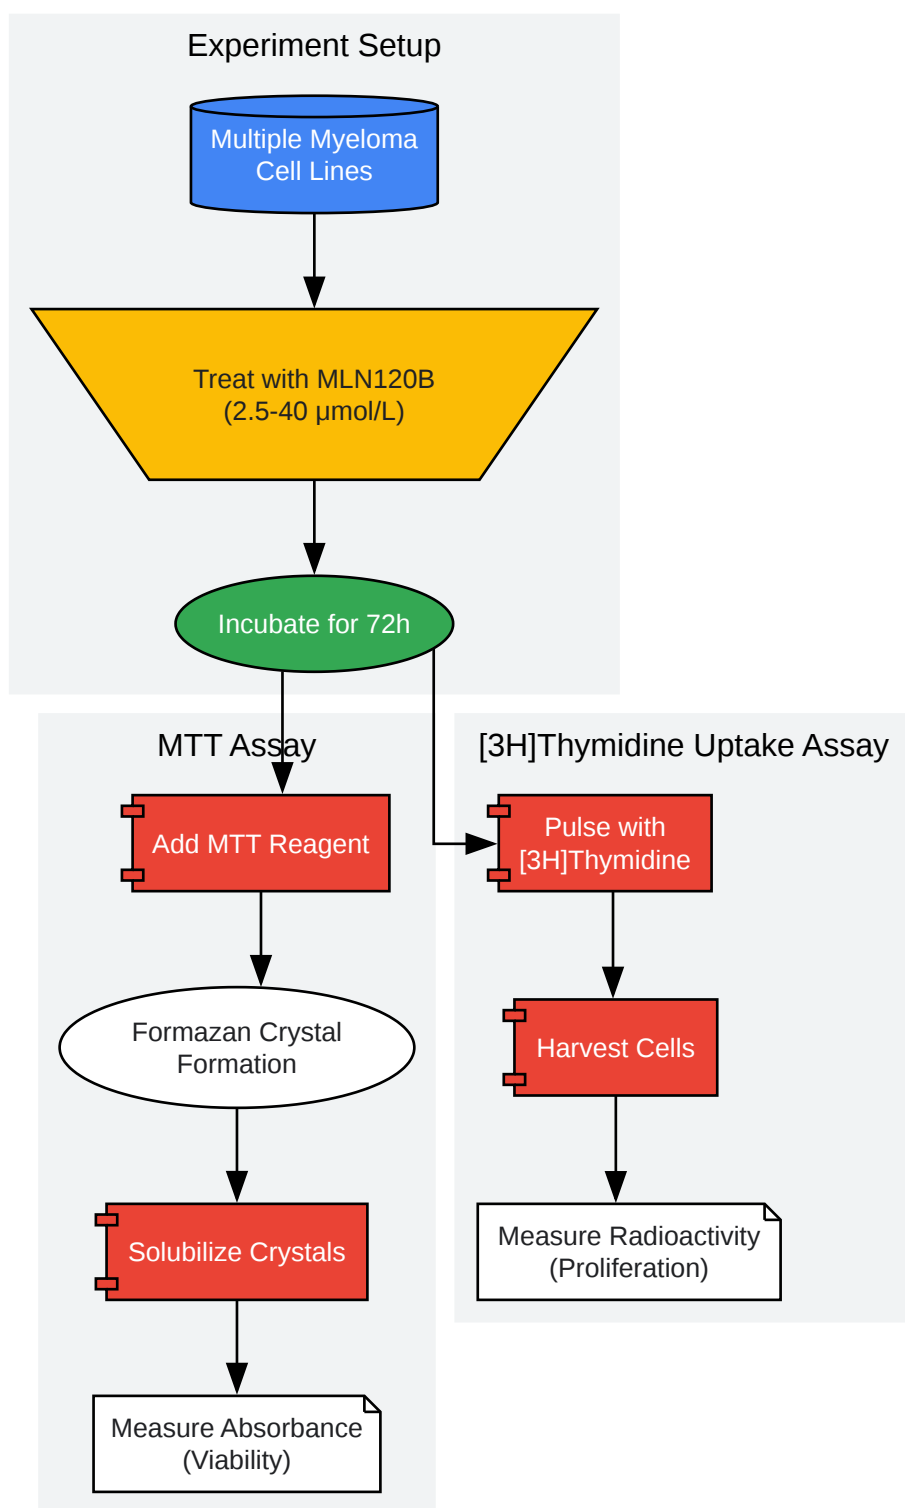 Experiment Setup
Multiple Myeloma
Cell Lines
Treat with MLN120B
(2.5-40 μmol/L)
Incubate for 72h
MTT Assay
Add MTT Reagent
Formazan Crystal
Formation
Solubilize Crystals
Measure Absorbance
(Viability)
[3H]Thymidine Uptake Assay
Pulse with
[3H]Thymidine
Harvest Cells
Measure Radioactivity
(Proliferation)